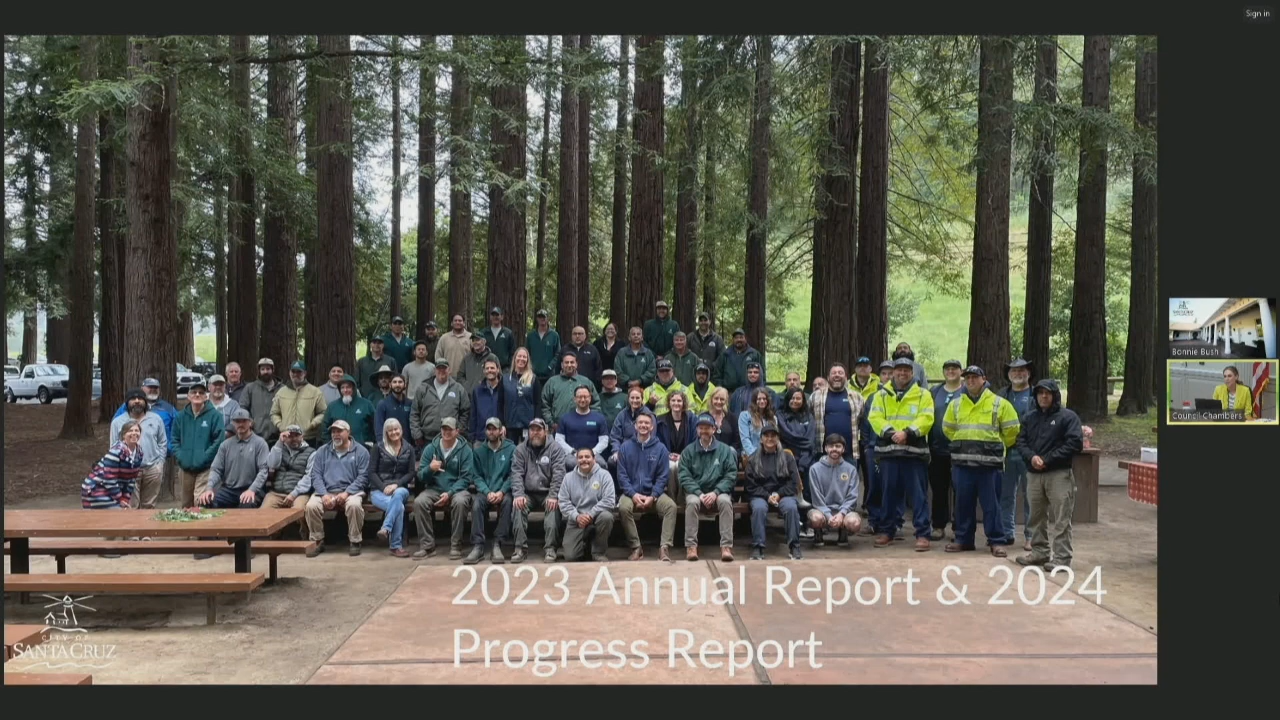 Sign in
2023 Annual Report & 2024
Progress Report
CITY OF
SANTA CRUZ
Bonnie Bush
Council Chambers